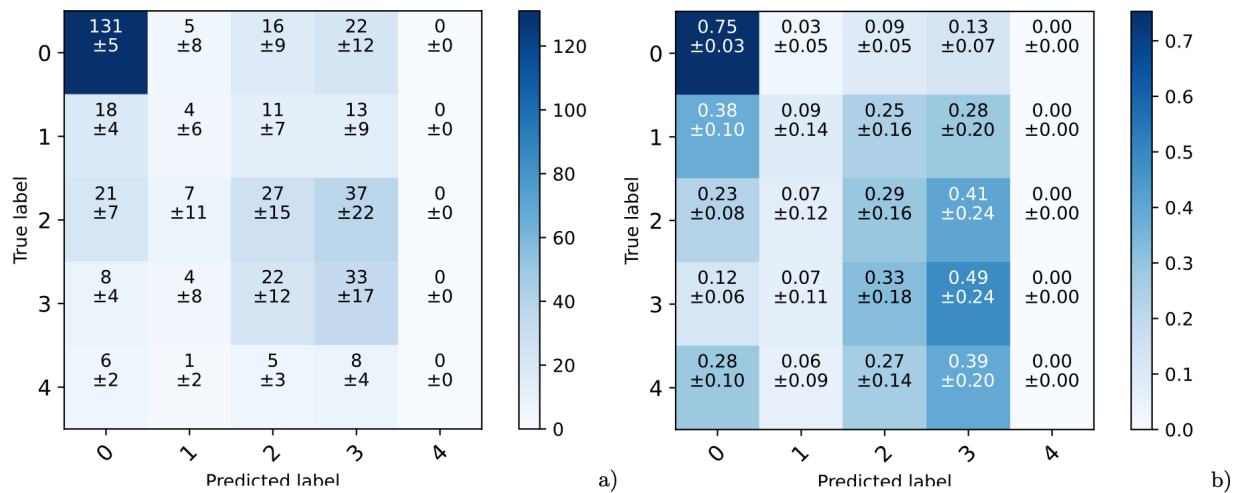 131 5 16 22 0
±5 ±8 ±9 ±12 ±0
18 4 11 13 0
±4 ±6 ±7 ±9 ±0
21 7 27 37 0
±7 ±11 ±15 ±22 ±0
8 4 22 33 0
±4 ±8 ±12 ±17 ±0
6 1 5 8 0
±2 ±2 ±3 ±4 ±0
0
1
2
3
4
True label
0 1 2 3 4
Predicted label
120
100
80
60
40
20
0
a)
0.75 0.03 0.09 0.13 0.00
±0.03 ±0.05 ±0.05 ±0.07 ±0.00
0.38 0.09 0.25 0.28 0.00
±0.10 ±0.14 ±0.16 ±0.20 ±0.00
0.23 0.07 0.29 0.41 0.00
±0.08 ±0.12 ±0.16 ±0.24 ±0.00
0.12 0.07 0.33 0.49 0.00
±0.06 ±0.11 ±0.18 ±0.24 ±0.00
0.28 0.06 0.27 0.39 0.00
±0.10 ±0.09 ±0.14 ±0.20 ±0.00
0
1
2
3
4
True label
0 1 2 3 4
Predicted label
0.7
0.6
0.5
0.4
0.3
0.2
0.1
0.0
b)